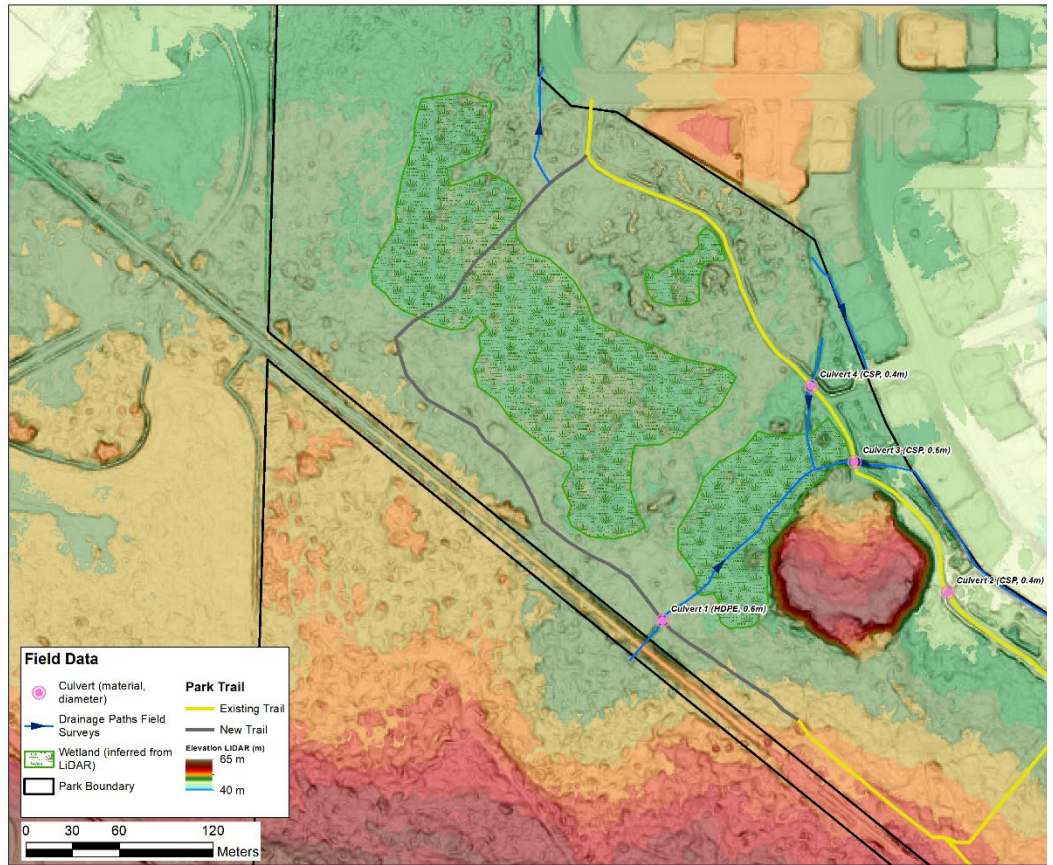 Culvert 4 (CSP, 0.4m)
Culvert 3 (CSP, 0.6m)
Culvert 2 (CSP, 0.4m)
Culvert 1 (HDPE, 0.6m)
Field Data
Culvert (material,
diameter)
Drainage Paths Field
Surveys
Wetland (inferred from
LiDAR)
Park Boundary
Park Trail
Existing Trail
New Trail
Elevation LIDAR (m)
65 m
40 m
0 30 60 120
Meters